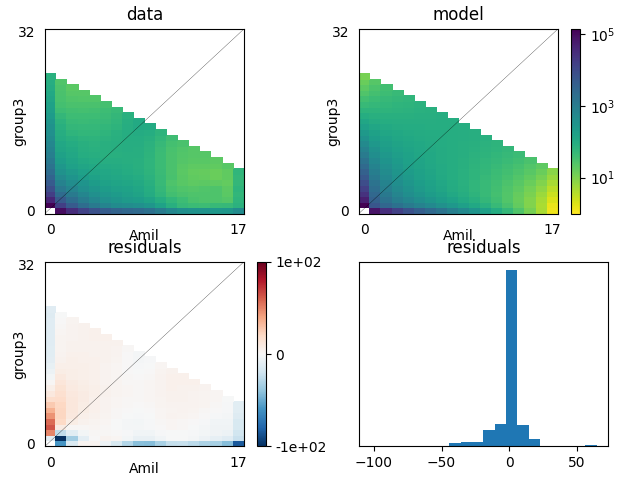 data
model
32
group3
0
0
Amil
17
32
group3
0
0
Amil
17
10^5
10^3
10^1
residuals
residuals
32
group3
0
0
Amil
17
1e+02
0
-1e+02
−100
−50
0
50